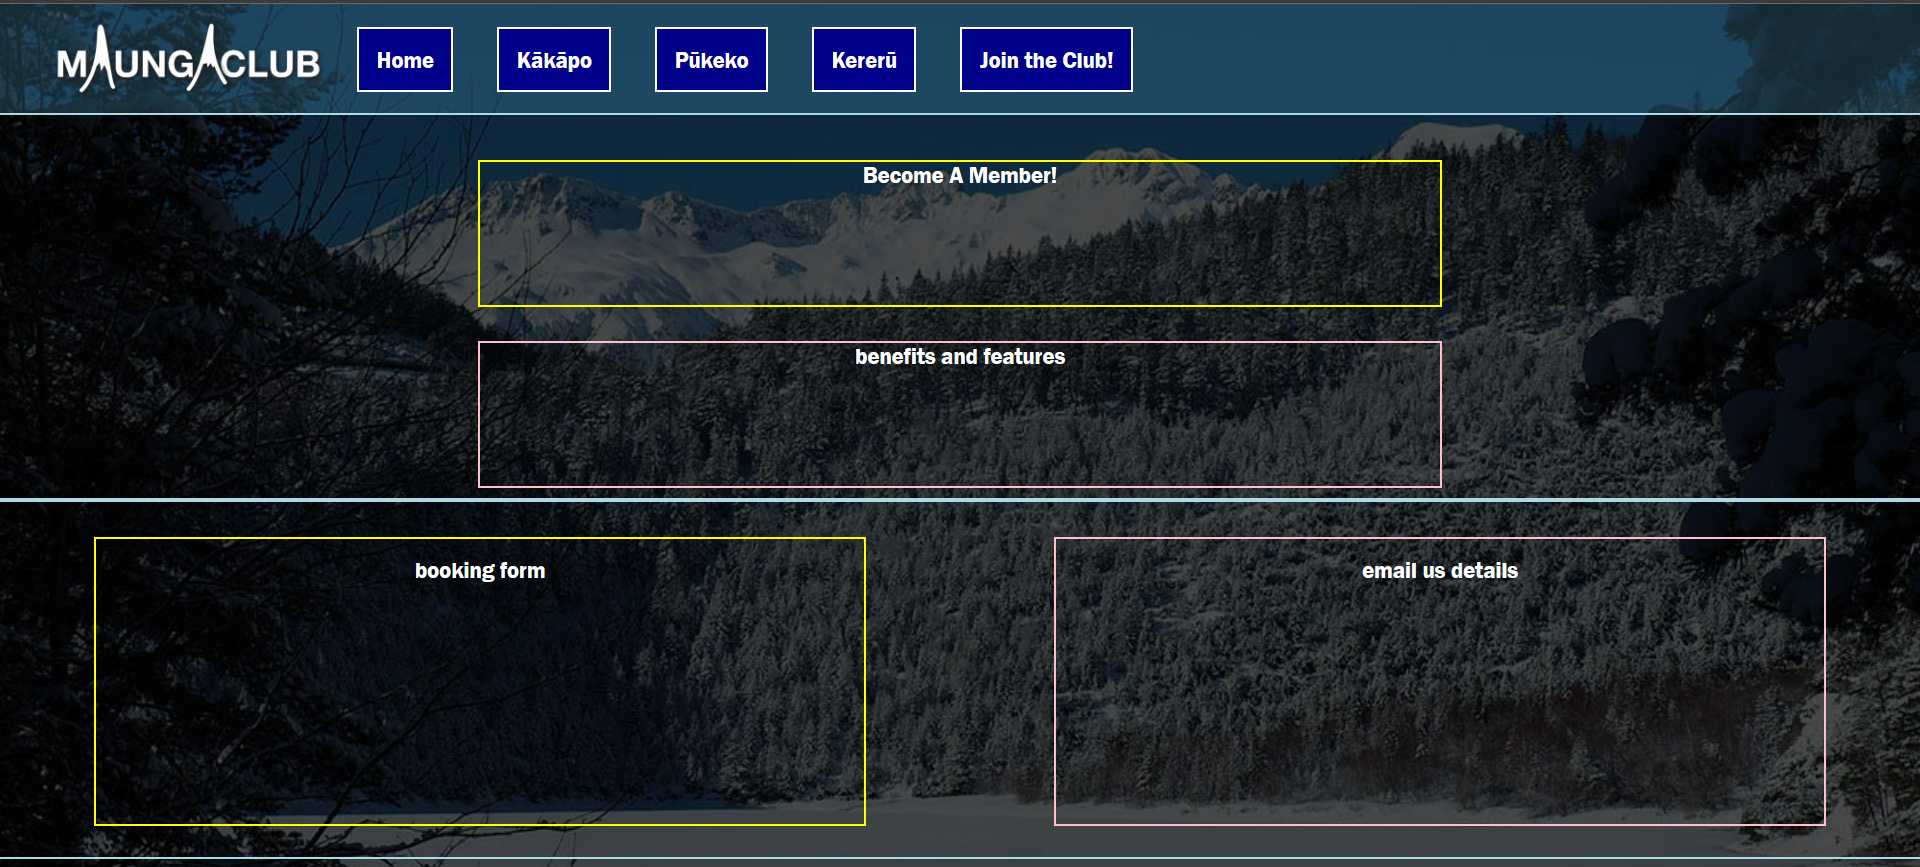 MAUNGACLUB
Home
Kākāpo
Pūkeko
Kererū
Join the Club!
Become A Member!
benefits and features
booking form
email us details